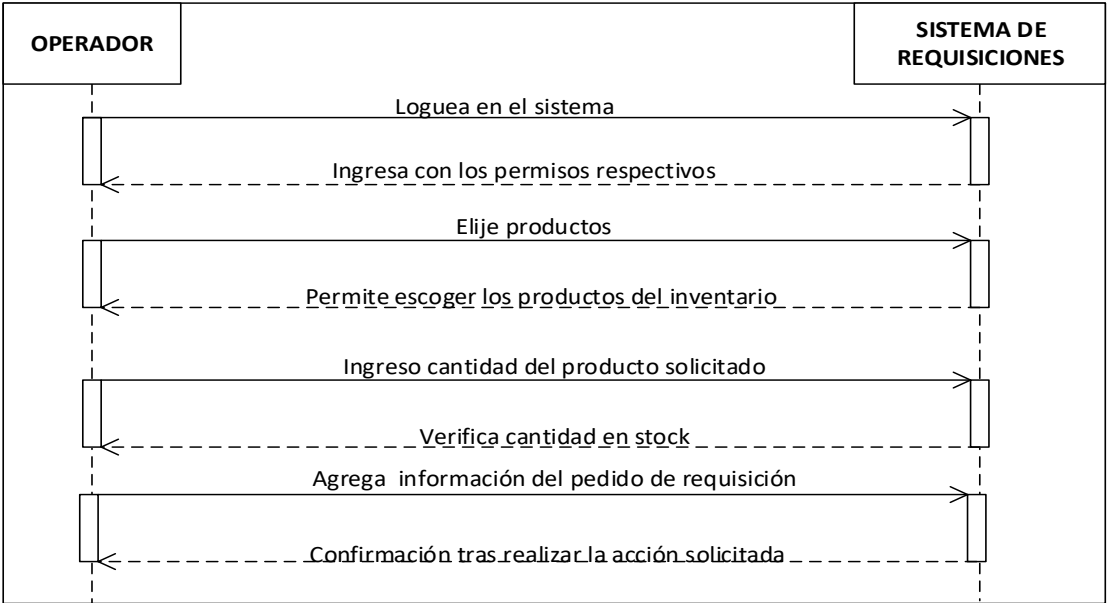 OPERADOR
SISTEMA DE
REQUISICIONES
Loguea en el sistema
Ingresa con los permisos respectivos
Elije productos
Permite escoger los productos del inventario
Ingreso cantidad del producto solicitado
Verifica cantidad en stock
Agrega  información del pedido de requisición
Confirmación tras realizar la acción solicitada